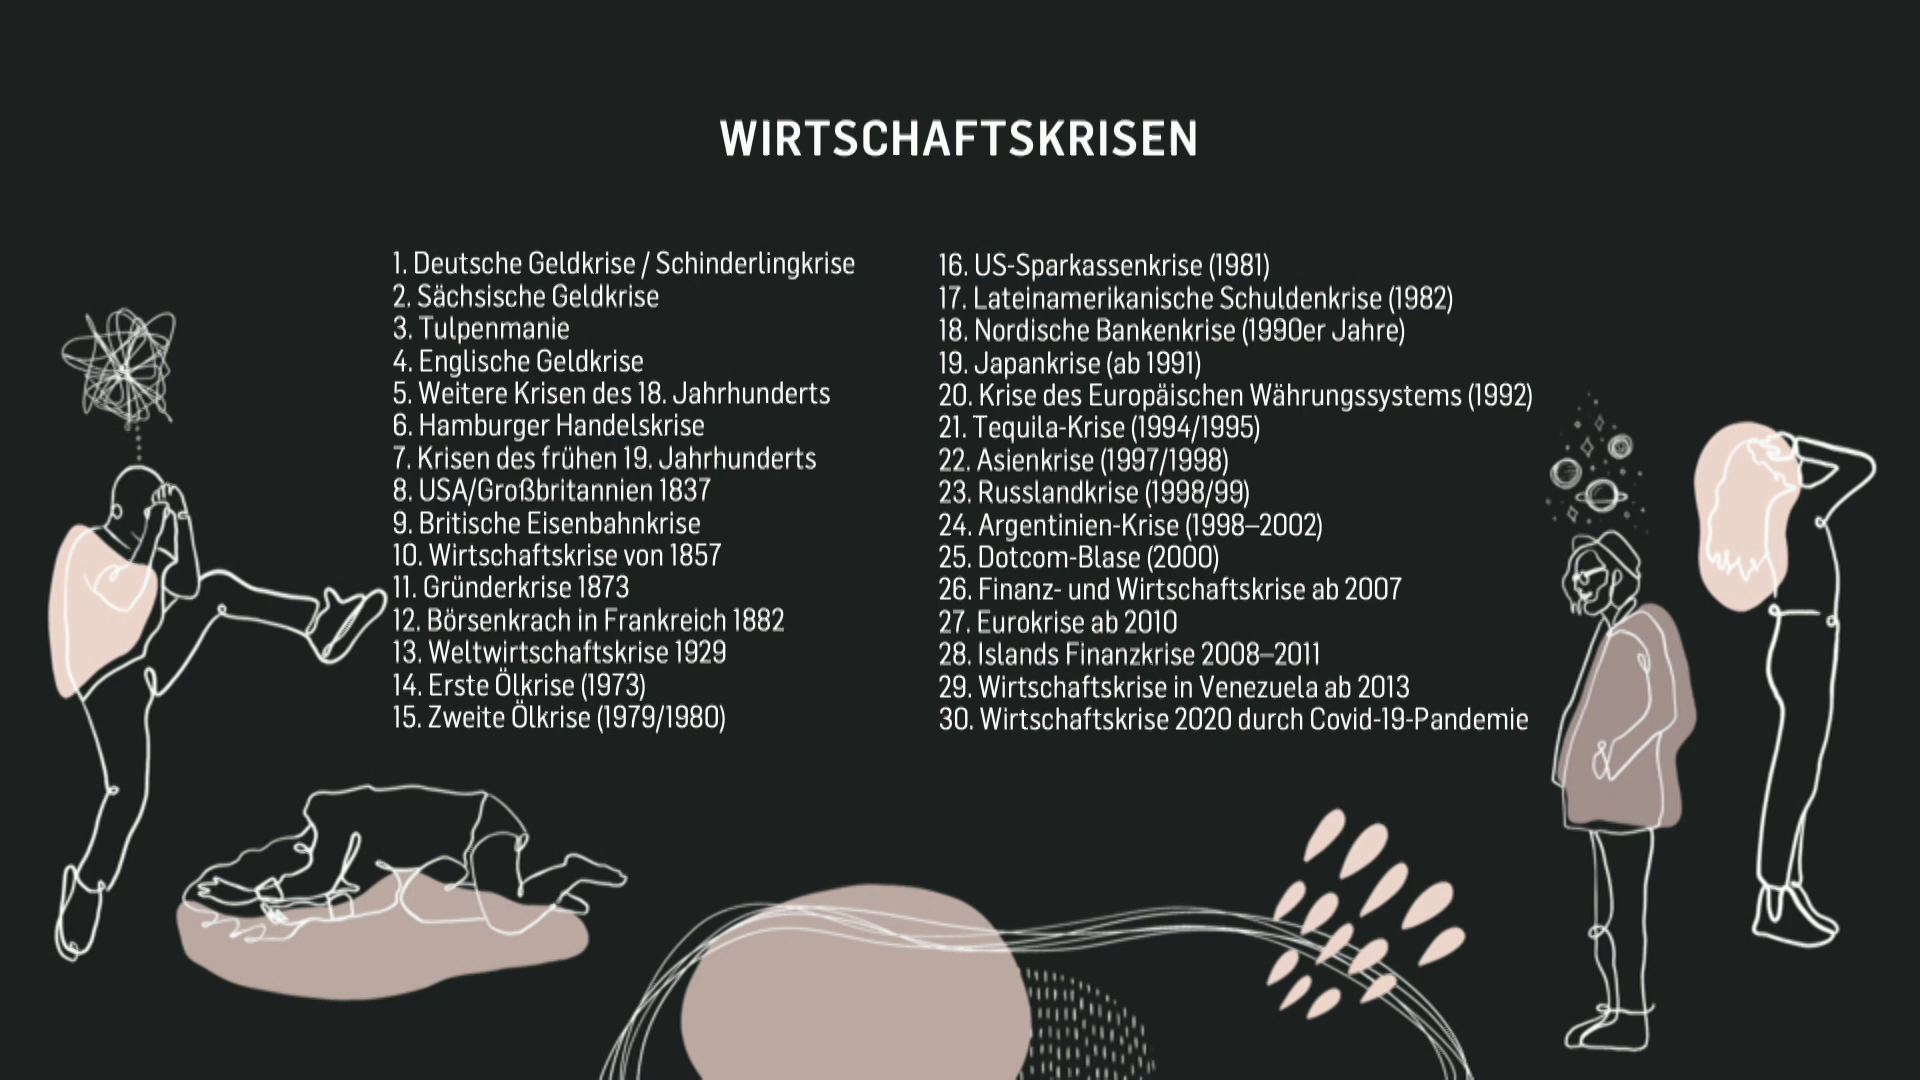 WIRTSCHAFTSKRISEN
1. Deutsche Geldkrise / Schinderlingkrise
2. Sächsische Geldkrise
3. Tulpenmanie
4. Englische Geldkrise
5. Weitere Krisen des 18. Jahrhunderts
6. Hamburger Handelskrise
7. Krisen des frühen 19. Jahrhunderts
8. USA/Großbritannien 1837
9. Britische Eisenbahnkrise
10. Wirtschaftskrise von 1857
11. Gründerkrise 1873
12. Börsenkrach in Frankreich 1882
13. Weltwirtschaftskrise 1929
14. Erste Ölkrise (1973)
15. Zweite Ölkrise (1979/1980)
16. US-Sparkassenkrise (1981)
17. Lateinamerikanische Schuldenkrise (1982)
18. Nordische Bankenkrise (1990er Jahre)
19. Japankrise (ab 1991)
20. Krise des Europäischen Währungssystems (1992)
21. Tequila-Krise (1994/1995)
22. Asienkrise (1997/1998)
23. Russlandkrise (1998/99)
24. Argentinien-Krise (1998–2002)
25. Dotcom-Blase (2000)
26. Finanz- und Wirtschaftskrise ab 2007
27. Eurokrise ab 2010
28. Islands Finanzkrise 2008–2011
29. Wirtschaftskrise in Venezuela ab 2013
30. Wirtschaftskrise 2020 durch Covid-19-Pandemie